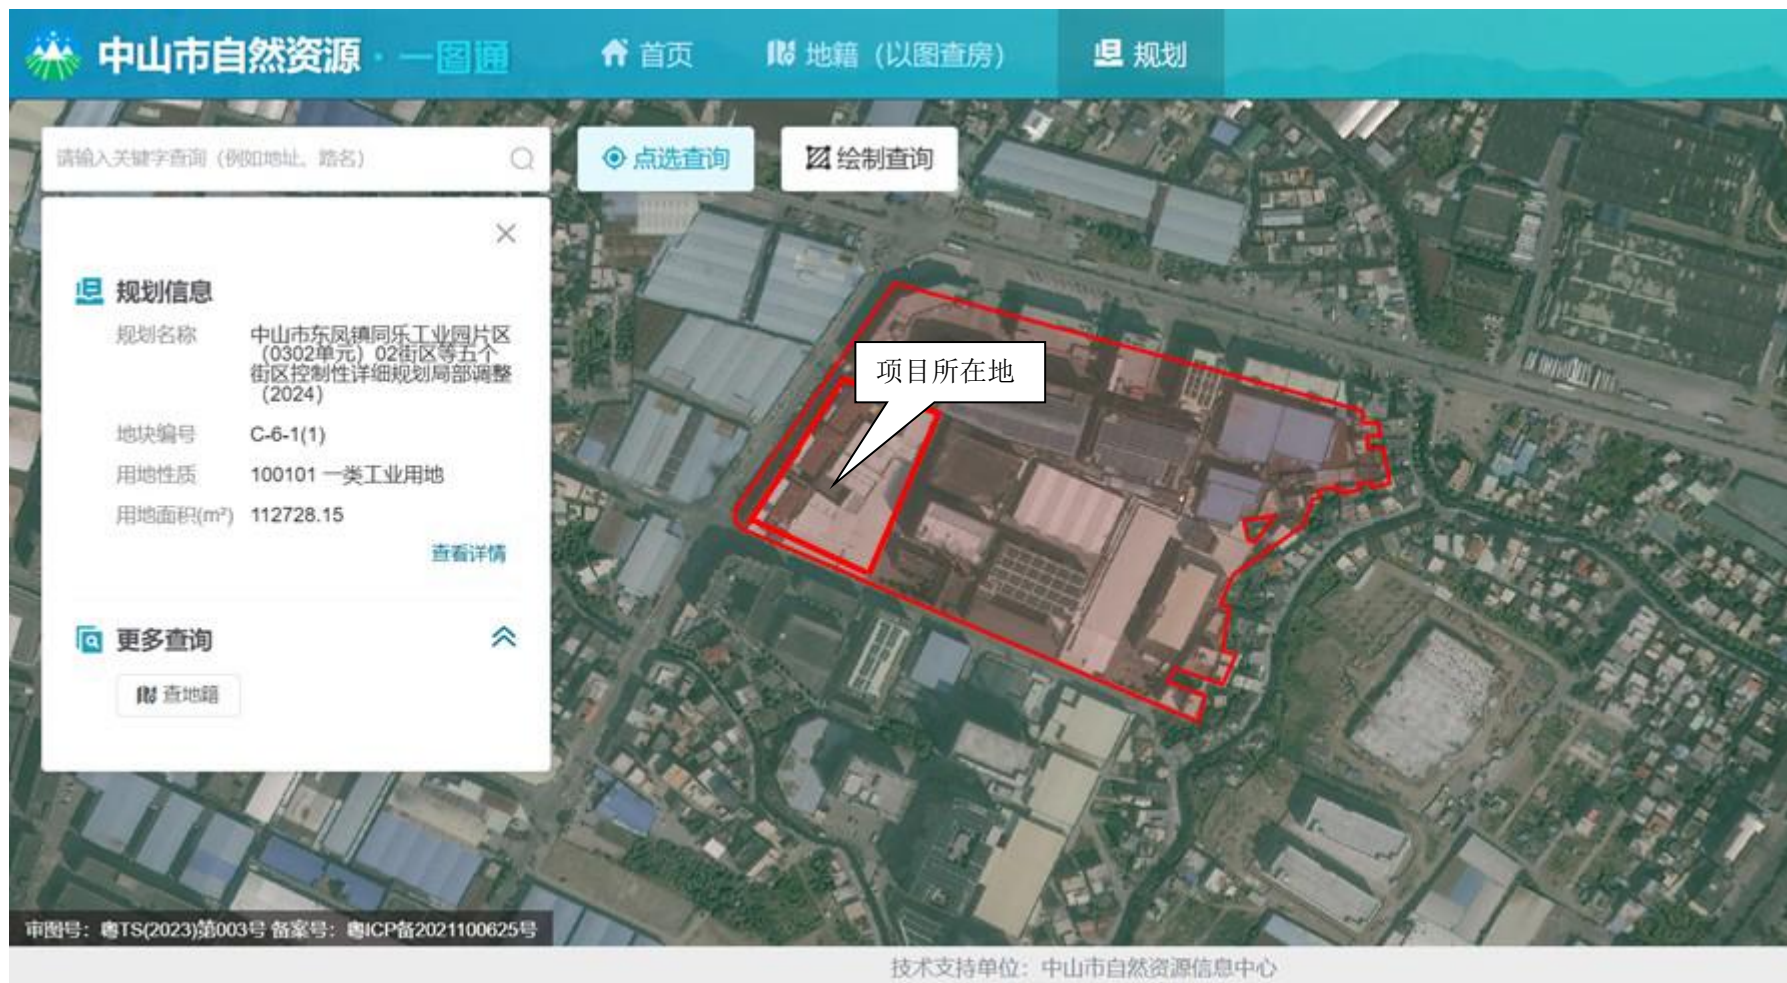 中山市自然资源·一图通
首页
地籍（以图查房）
规划
请输入关键字查询（例如地址、路名）
点选查询
绘制查询
规划信息
规划名称
中山市东凤镇同乐工业园片区
（0302单元）02街区等五个
街区控制性详细规划局部调整
（2024）
地块编号 C-6-1(1)
用地性质 100101 一类工业用地
用地面积(m²) 112728.15
查看详情
更多查询
查地籍
项目所在地
审图号：粤TS(2023)第003号 备案号：粤ICP备2021100625号
技术支持单位：中山市自然资源信息中心